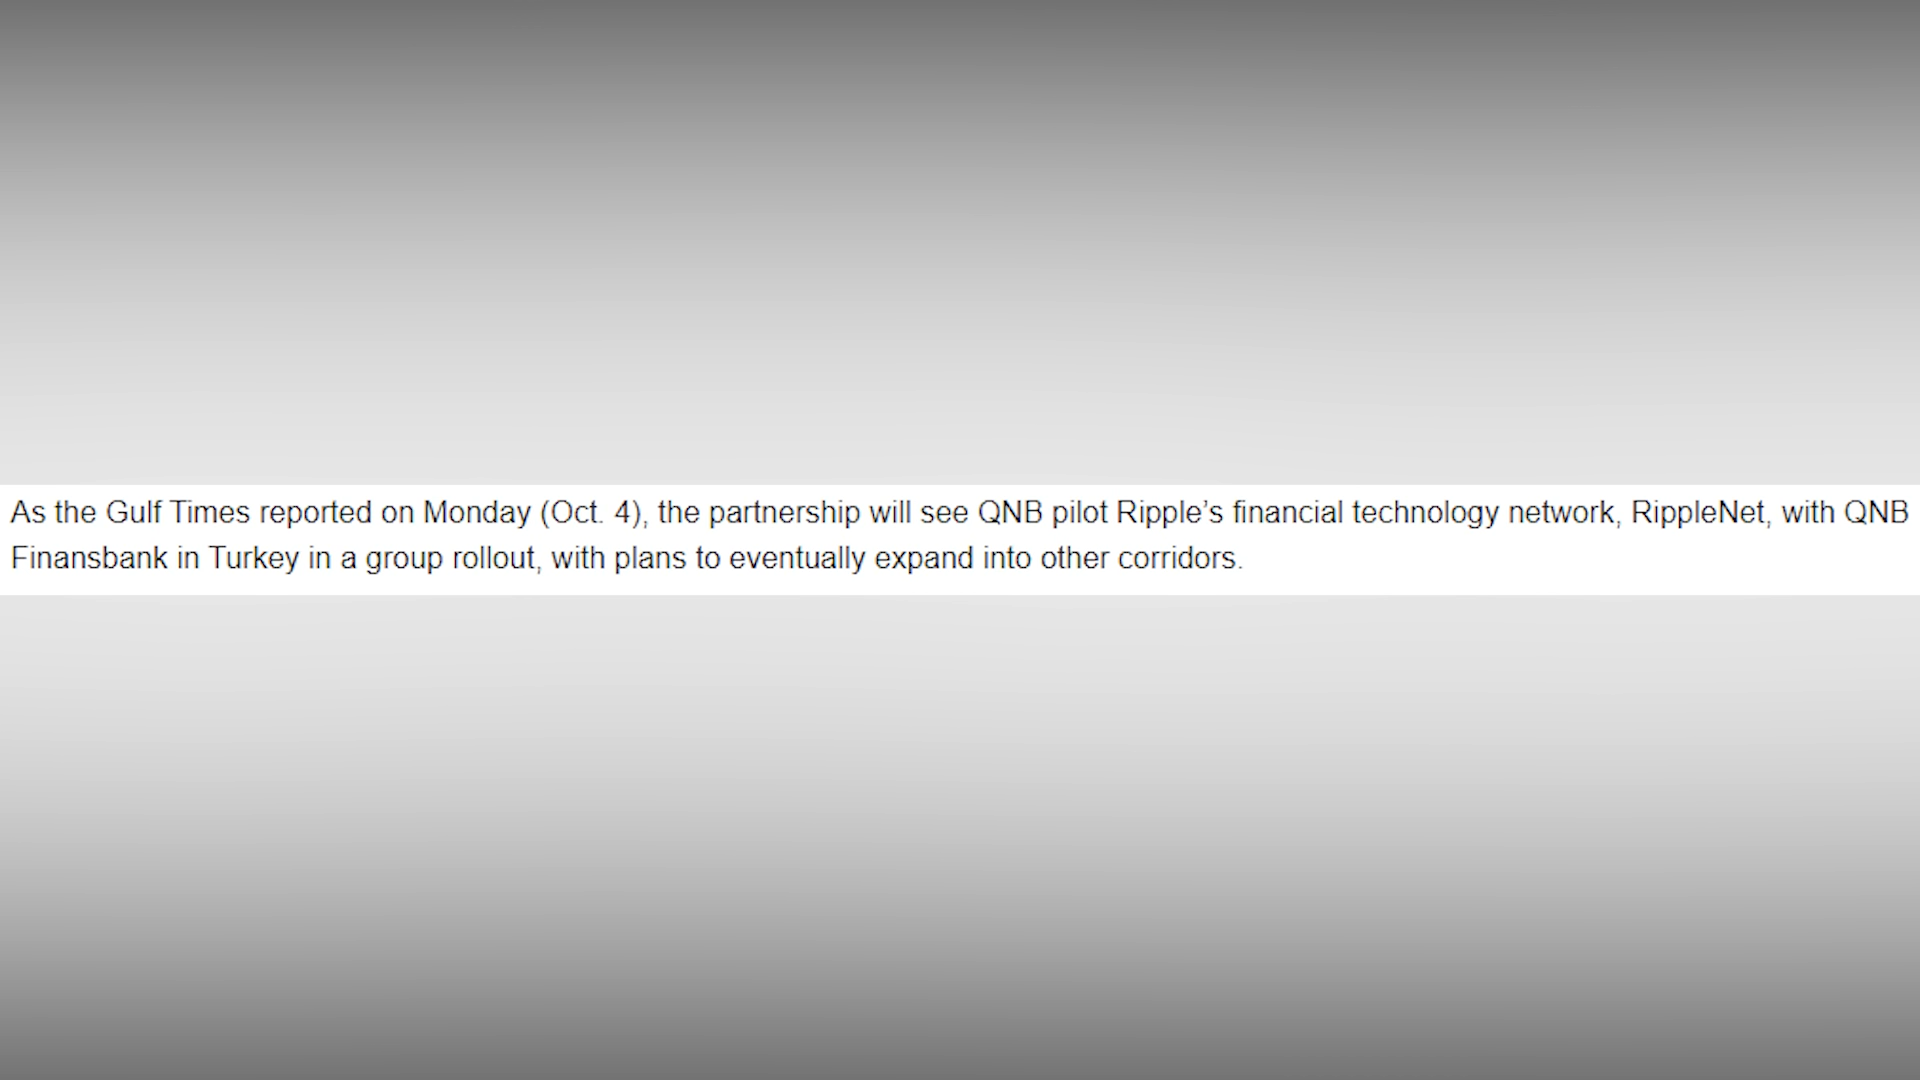 As the Gulf Times reported on Monday (Oct. 4), the partnership will see QNB pilot Ripple’s financial technology network, RippleNet, with QNB
Finansbank in Turkey in a group rollout, with plans to eventually expand into other corridors.